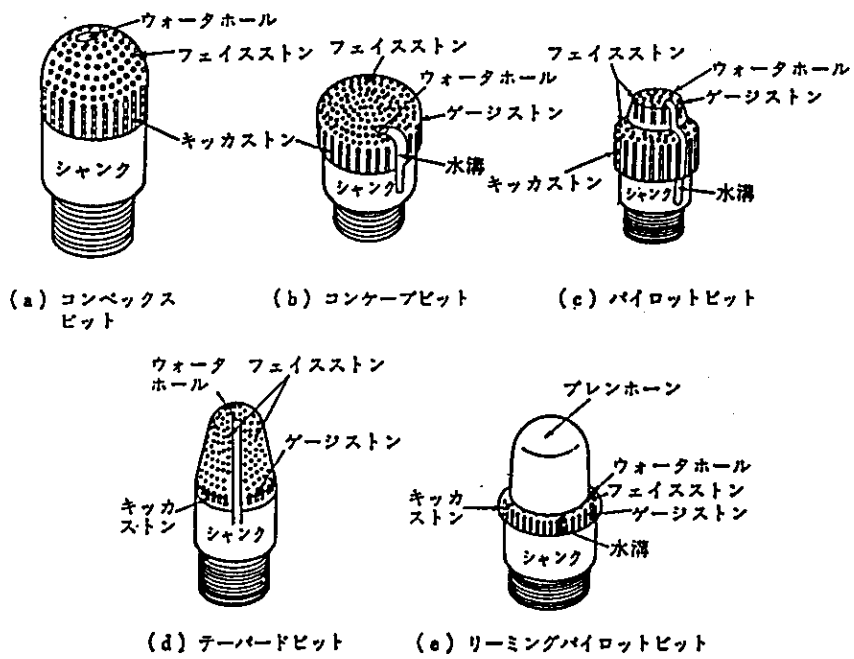 ウォータホール
フェイスストン
キッカストン
シャンク
(a) コンベックス
ビット
フェイスストン
ウォータホール
ゲージストン
水溝
シャンク
(b) コンケーブビット
フェイスストン
ウォータホール
ゲージストン
キッカストン
シャンク
水溝
(c) パイロットビット
ウォータ
ホール
フェイスストン
ゲージストン
キッカ
ストン
シャンク
(d) テーパードビット
プレンホーン
ウォータホール
フェイスストン
ゲージストン
キッカ
ストン
水溝
シャンク
(e) リーミングパイロットビット